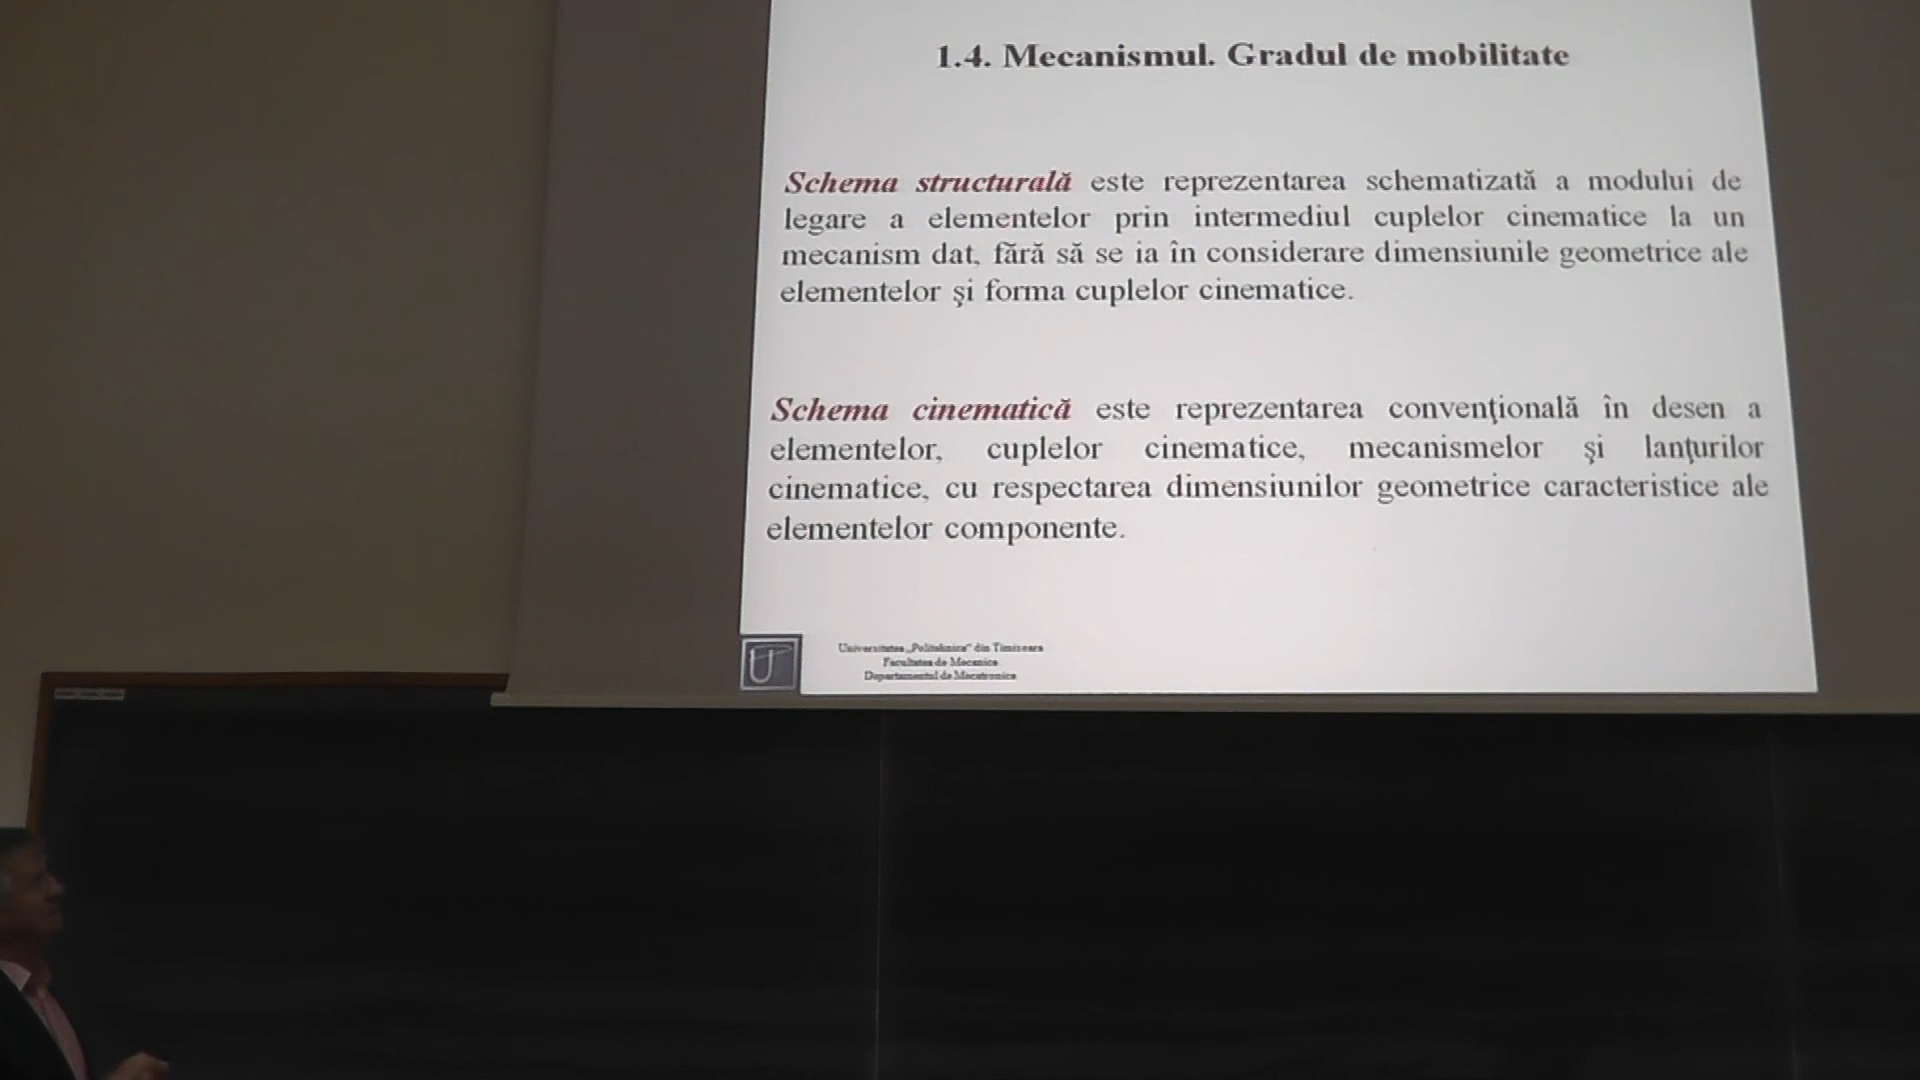 1.4. Mecanismul. Gradul de mobilitate
Schema structurală este reprezentarea schematizată a modului de
legare a elementelor prin intermediul cuplelor cinematice la un
mecanism dat, fără să se ia în considerare dimensiunile geometrice ale
elementelor şi forma cuplelor cinematice.
Schema cinematică este reprezentarea convenţională în desen a
elementelor, cuplelor cinematice, mecanismelor şi lanţurilor
cinematice, cu respectarea dimensiunilor geometrice caracteristice ale
elementelor componente.
Universitatea „Politehnica" din Timisoara
Facultatea de Mecanica
Departamentul de Mecatronica